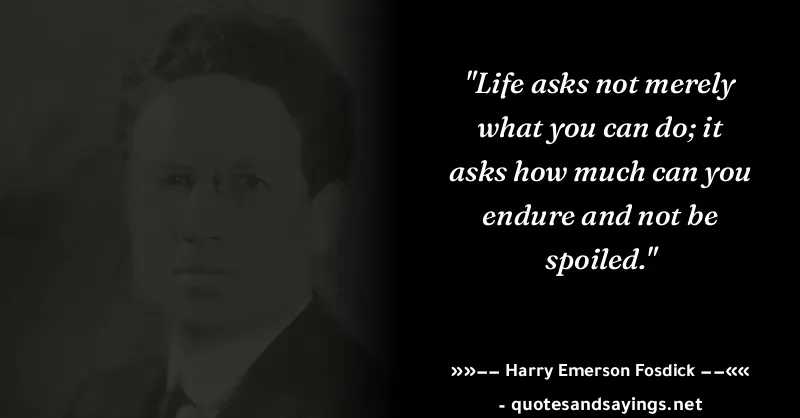 "Life asks not merely
what you can do; it
asks how much can you
endure and not be
spoiled."
»»−− Harry Emerson Fosdick −−««
- quotesandsayings.net